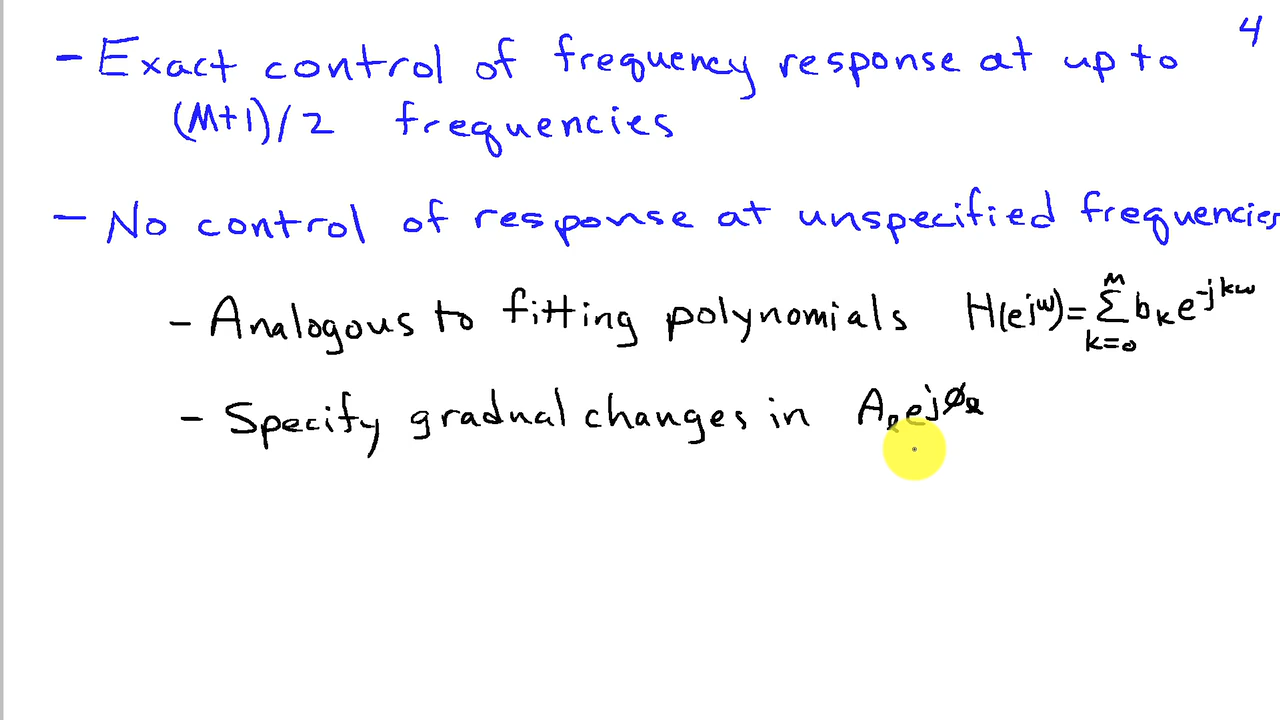 4
- Exact control of frequency response at up to
(M+1)/2 frequencies
- No control of response at unspecified frequencies
- Analogous to fitting polynomials H(e^{jω}) = \sum_{k=0}^{M} b_k e^{-jkω}
- Specify gradual changes in A_ℓ e^{jϕ_ℓ}